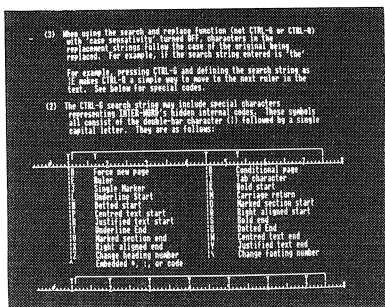 (3) When using the search and replace function (not CTRL-G or CTRL-Q)
with 'case sensativity' turned OFF, characters in the
replacement strings follow the case of the original being
replaced. For example, if the search string entered is 'the'
For example, pressing CTRL-G and defining the search string as
makes CTRL-G a simple way to move to the next ruler in the
text. See below for special codes.
(2) The CTRL-G search string may include special characters
representing INTER-WORD's hidden internal codes. These symbols
all consist of the double-bar character (|) followed by a single
capital letter. They are as follows:
Force new page Conditional page
Ruler Tab character
Single Marker Bold start
Underline Start Carriage return
Dotted start Marked section start
Centred text start Right aligned start
Justified text start Bold end
Underline End Dotted End
Marked section end Centred text end
Right aligned end Justified text end
Change heading number Change footing number
Embedded or code